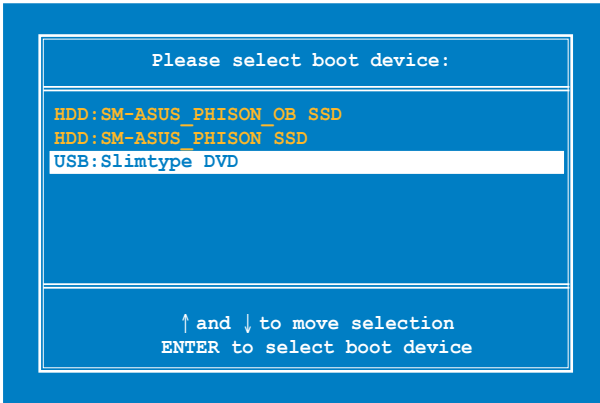 Please select boot device:
HDD:SM-ASUS_PHISON_OB SSD
HDD:SM-ASUS_PHISON SSD
USB:Slimtype DVD
↑ and ↓ to move selection
ENTER to select boot device